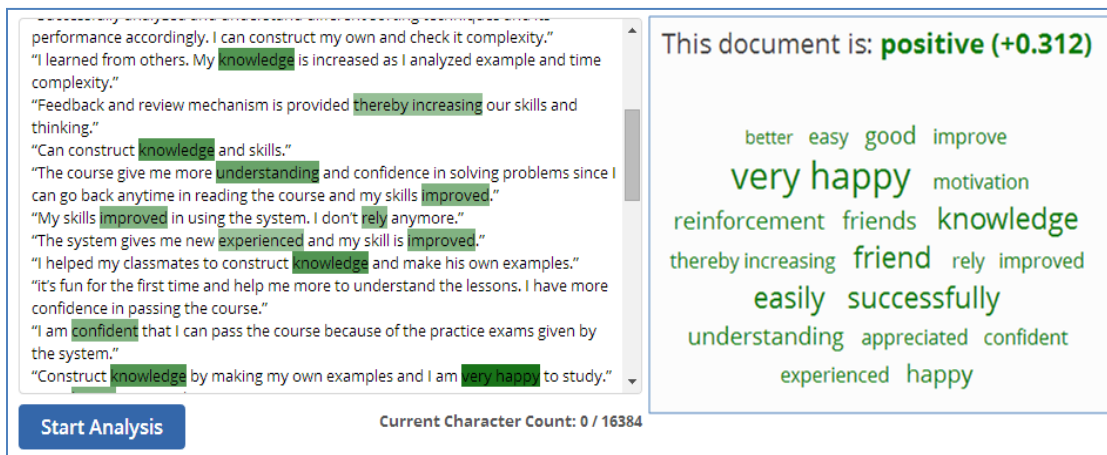 performance accordingly. I can construct my own and check it complexity.”
“I learned from others. My knowledge is increased as I analyzed example and time
complexity.”
“Feedback and review mechanism is provided thereby increasing our skills and
thinking.”
“Can construct knowledge and skills.”
“The course give me more understanding and confidence in solving problems since I
can go back anytime in reading the course and my skills improved.”
“My skills improved in using the system. I don’t rely anymore.”
“The system gives me new experienced and my skill is improved.”
“I helped my classmates to construct knowledge and make his own examples.”
“it’s fun for the first time and help me more to understand the lessons. I have more
confidence in passing the course.”
“I am confident that I can pass the course because of the practice exams given by
the system.”
“Construct knowledge by making my own examples and I am very happy to study.”
Start Analysis
Current Character Count: 0 / 16384
This document is: positive (+0.312)
better easy good improve
very happy motivation
reinforcement friends knowledge
thereby increasing friend rely improved
easily successfully
understanding appreciated confident
experienced happy